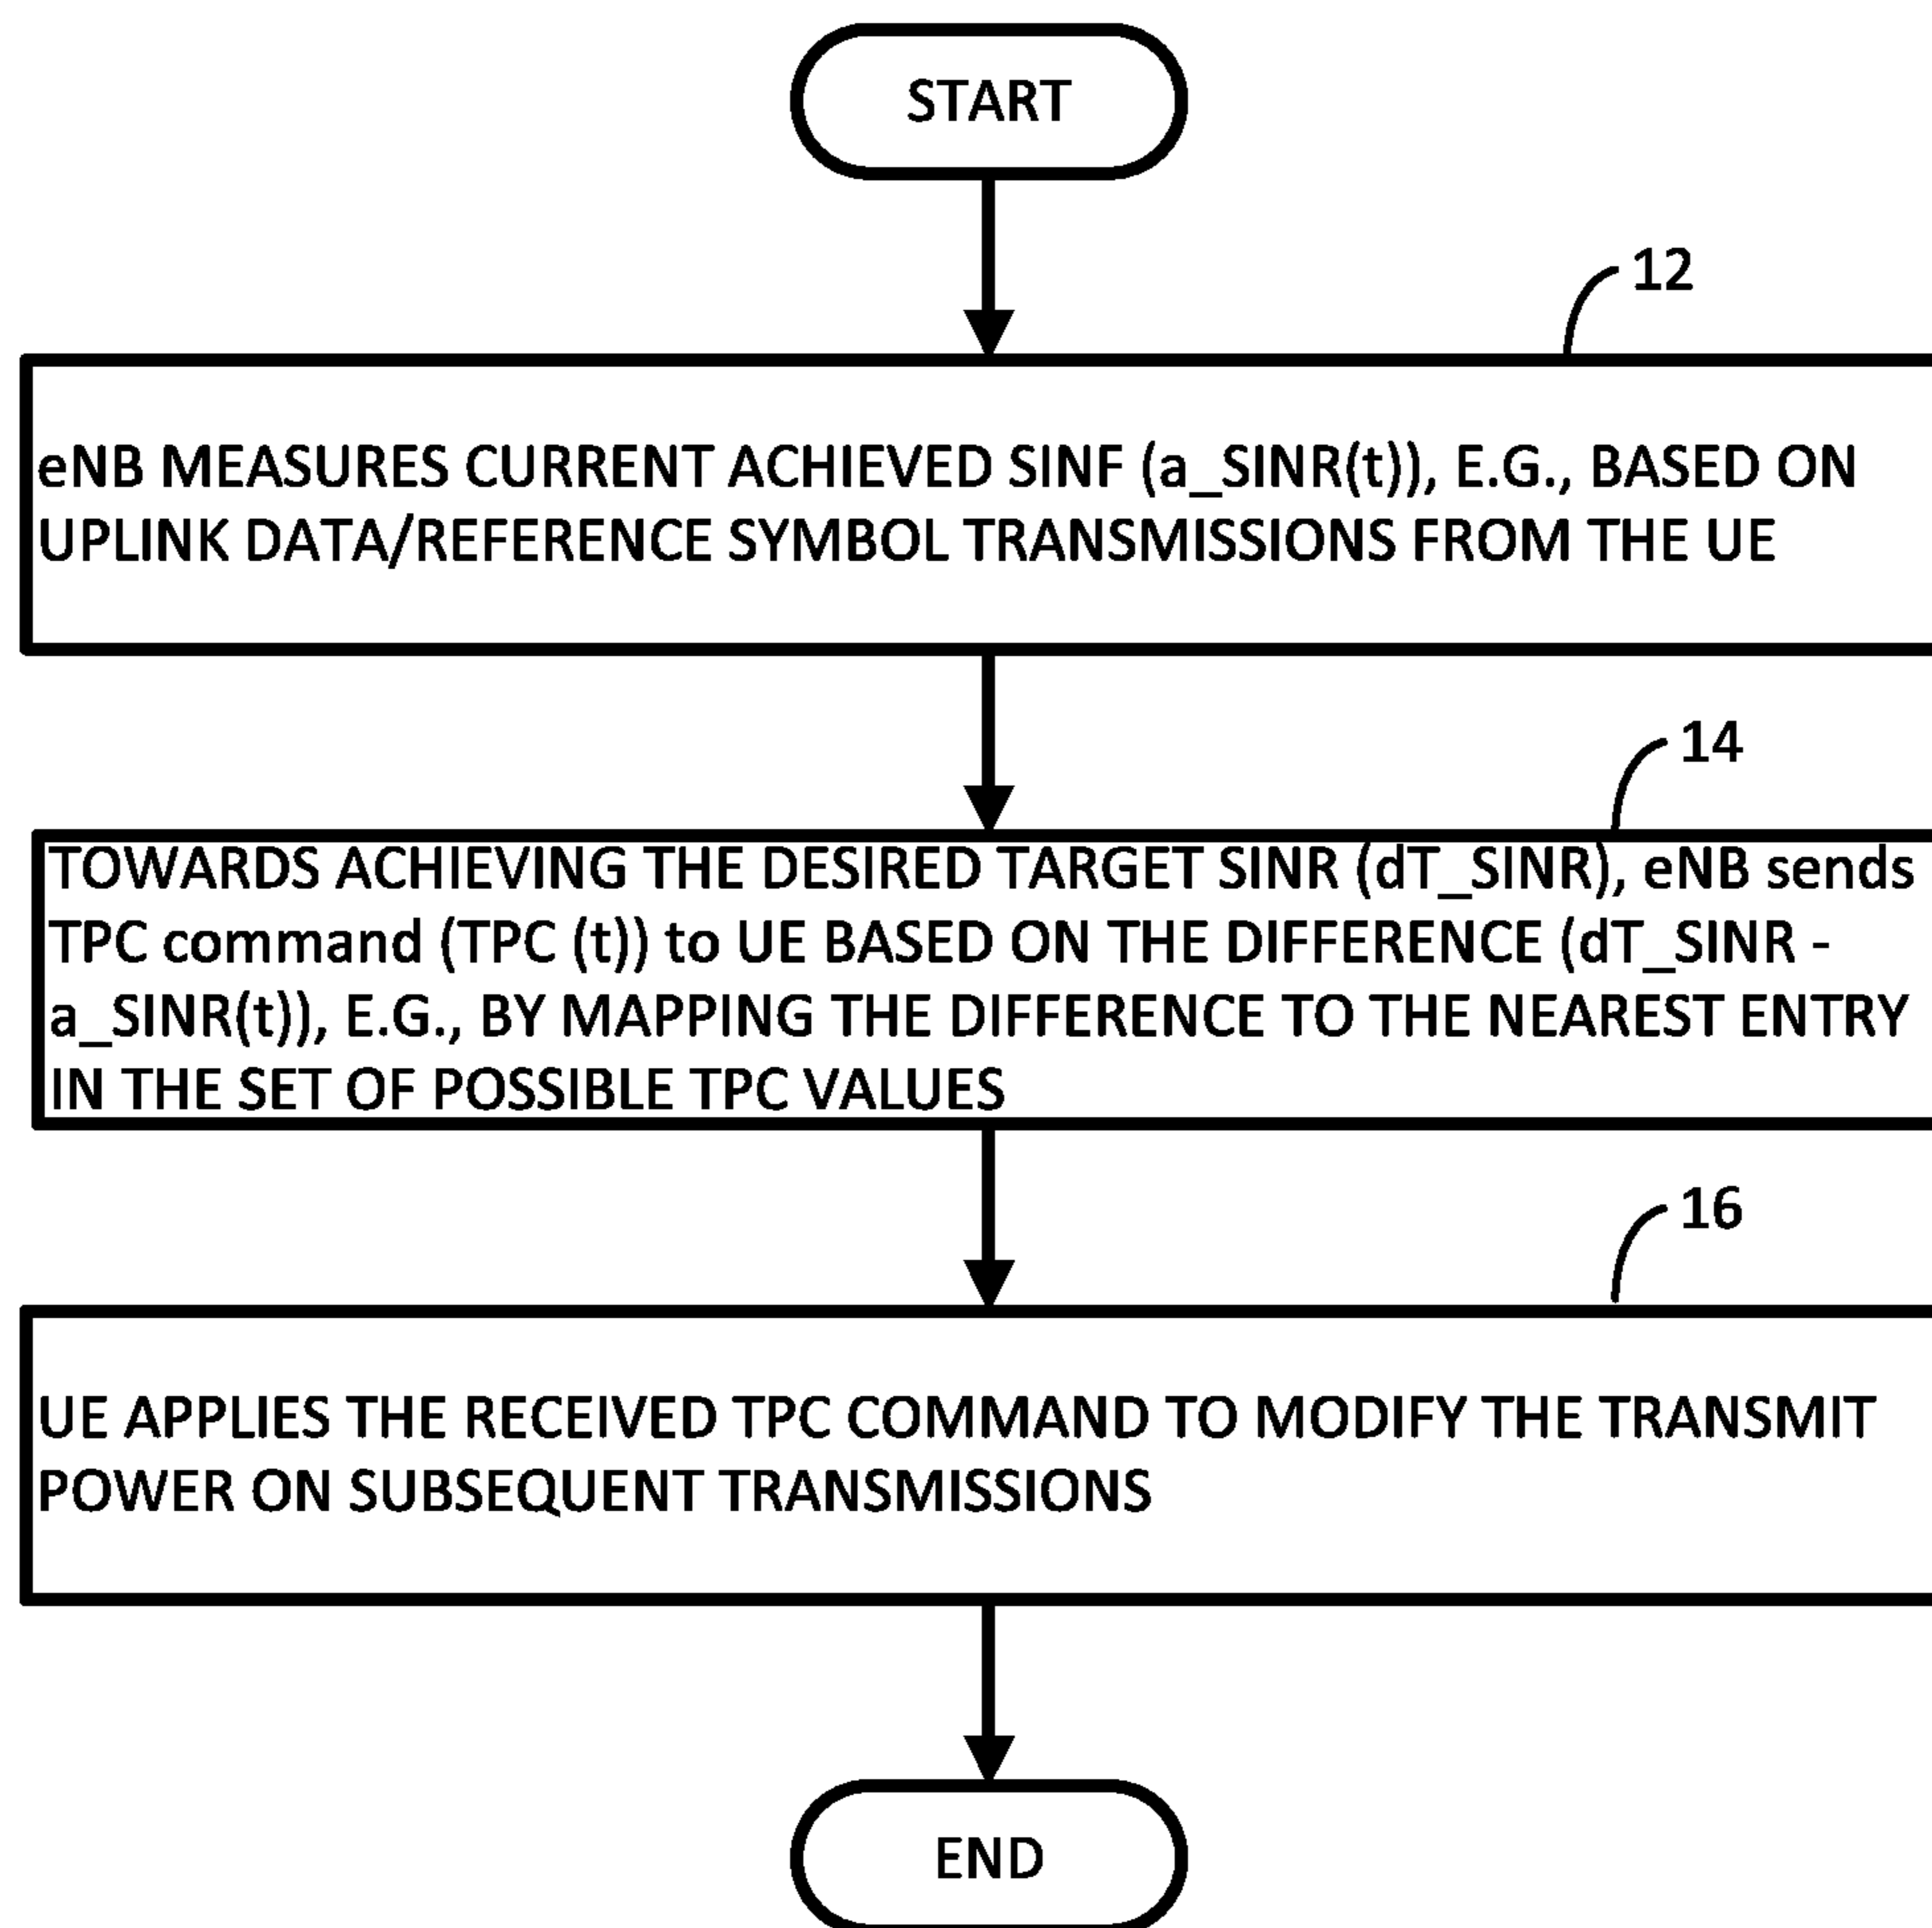 START
12
eNB MEASURES CURRENT ACHIEVED SINF (a_SINR(t)), E.G., BASED ON
UPLINK DATA/REFERENCE SYMBOL TRANSMISSIONS FROM THE UE
14
TOWARDS ACHIEVING THE DESIRED TARGET SINR (dT_SINR), eNB sends
TPC command (TPC (t)) to UE BASED ON THE DIFFERENCE (dT_SINR -
a_SINR(t)), E.G., BY MAPPING THE DIFFERENCE TO THE NEAREST ENTRY
IN THE SET OF POSSIBLE TPC VALUES
16
UE APPLIES THE RECEIVED TPC COMMAND TO MODIFY THE TRANSMIT
POWER ON SUBSEQUENT TRANSMISSIONS
END